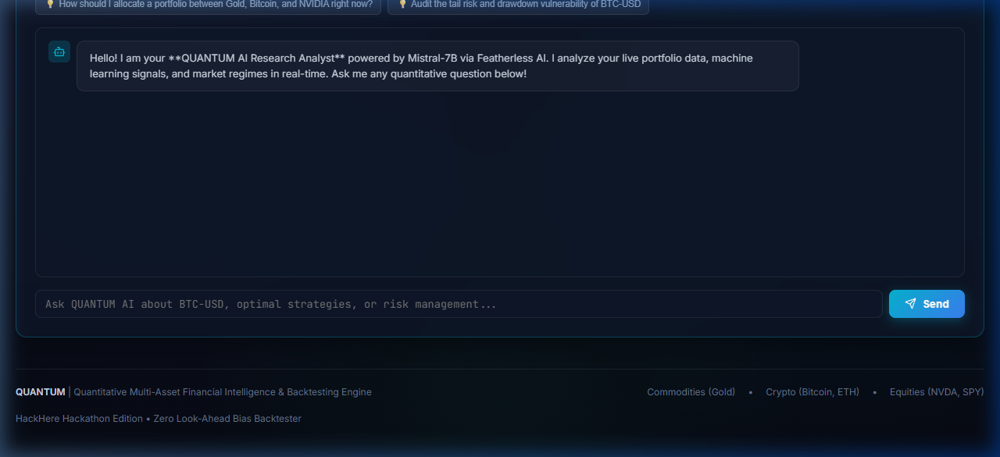 How should I allocate a portfolio between Gold, Bitcoin, and NVIDIA right now?
Audit the tail risk and drawdown vulnerability of BTC-USD
Hello! I am your **QUANTUM AI Research Analyst** powered by Mistral-7B via Featherless AI. I analyze your live portfolio data, machine
learning signals, and market regimes in real-time. Ask me any quantitative question below!
Ask QUANTUM AI about BTC-USD, optimal strategies, or risk management...
Send
QUANTUM | Quantitative Multi-Asset Financial Intelligence & Backtesting Engine
Commodities (Gold) • Crypto (Bitcoin, ETH) • Equities (NVDA, SPY)
HackHere Hackathon Edition • Zero Look-Ahead Bias Backtester